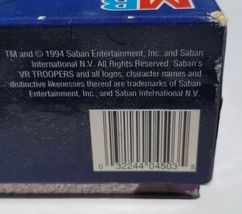 TM and © 1994 Saban Entertainment, Inc. and Saban
International N.V. All Rights Reserved. Saban's
VR TROOPERS and all logos, character names and
distinctive likenesses thereof are trademarks of Saban
Entertainment, Inc., and Saban International N.V.
0 32244 04503 5